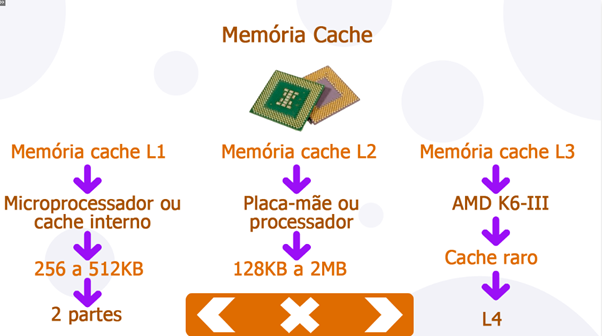 Memória Cache
Memória cache L1
Microprocessador ou
cache interno
256 a 512KB
2 partes
Memória cache L2
Placa-mãe ou
processador
128KB a 2MB
Memória cache L3
AMD K6-III
Cache raro
L4